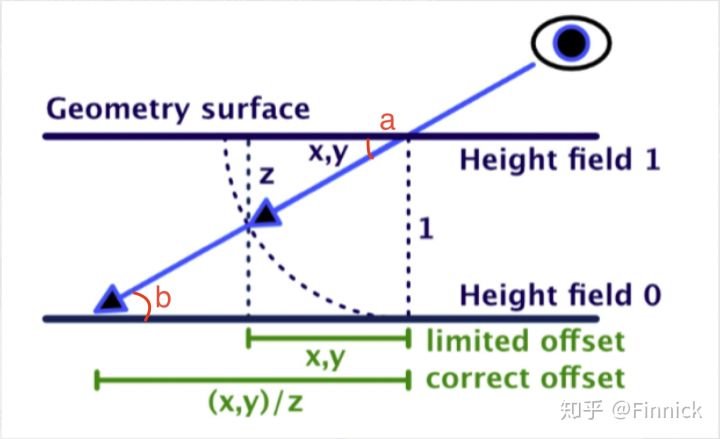 a
Geometry surface
x,y
Height field 1
z
1
b
Height field 0
x,y
limited offset
correct offset
(x,y)/z
知乎 @Finnick